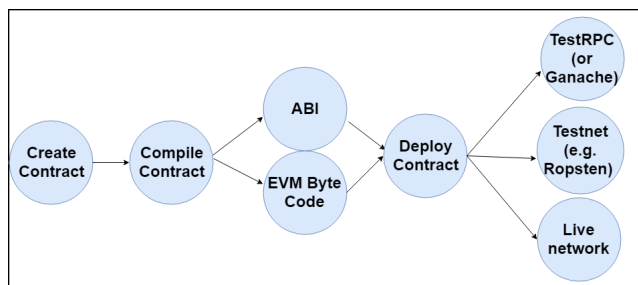 Create
Contract
Compile
Contract
ABI
EVM Byte
Code
Deploy
Contract
TestRPC
(or
Ganache)
Testnet
(e.g.
Ropsten)
Live
network